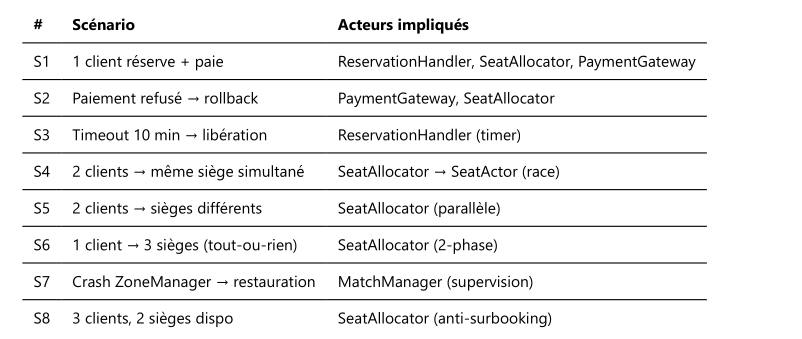 # Scénario Acteurs impliqués
S1 1 client réserve + paie ReservationHandler, SeatAllocator, PaymentGateway
S2 Paiement refusé → rollback PaymentGateway, SeatAllocator
S3 Timeout 10 min → libération ReservationHandler (timer)
S4 2 clients → même siège simultané SeatAllocator → SeatActor (race)
S5 2 clients → sièges différents SeatAllocator (parallèle)
S6 1 client → 3 sièges (tout-ou-rien) SeatAllocator (2-phase)
S7 Crash ZoneManager → restauration MatchManager (supervision)
S8 3 clients, 2 sièges dispo SeatAllocator (anti-surbooking)